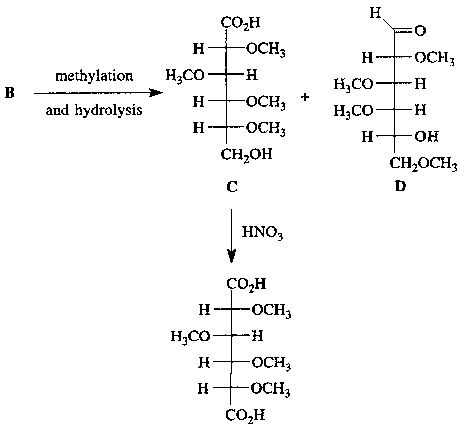 CO₂H
H OCH₃
H₃CO H
H OCH₃
H OCH₃
CH₂OH
C
H O
H OCH₃
H₃CO H
H₃CO H
H OH
CH₂OCH₃
D
B methylation and hydrolysis +
HNO₃
CO₂H
H OCH₃
H₃CO H
H OCH₃
H OCH₃
CO₂H